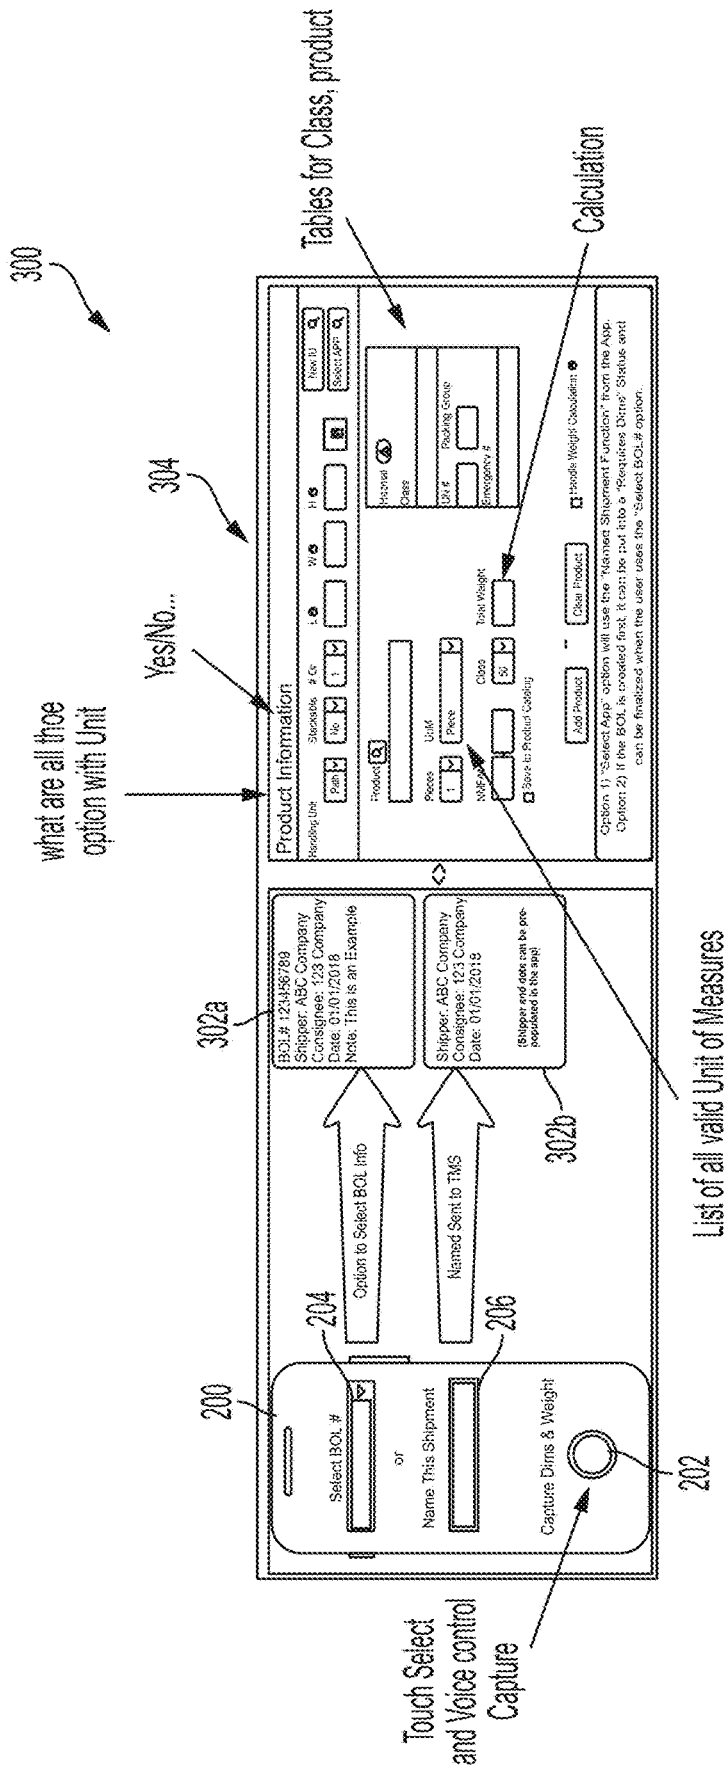 300
Tables for Class, product
Calculation
304
Yes/No...
what are all thoe
option with Unit
Product Information
Handling Unit
Stackable
L
W
H
No
1
New IU
Select APP
Product
Pieces
UoM
1
Piece
Class
50
Total Weight
Save to Product Catalog
Hazmat
Class
UN #
Packing Group
Emergency #
Add Product
Clear Product
Handle Weight Calculation
Option 1) "Select App" option will use the "Named Shipment Function" from the App.
Option 2) If the BOL is created first, it can be put into a "Requires Dims" Status and
can be finalized when the user uses the "Select BOL# option.
302a
BOL# 123456789
Shipper: ABC Company
Consignee: 123 Company
Date: 01/01/2018
Note: This is an Example
Shipper: ABC Company
Consignee: 123 Company
Date: 01/01/2018
(Shipper and date can be pre-
populated in the app)
302b
Option to Select BOL Info
Named Sent to TMS
List of all valid Unit of Measures
200
204
Select BOL #
or
Name This Shipment
206
Capture Dims & Weight
202
Touch Select
and Voice control
Capture